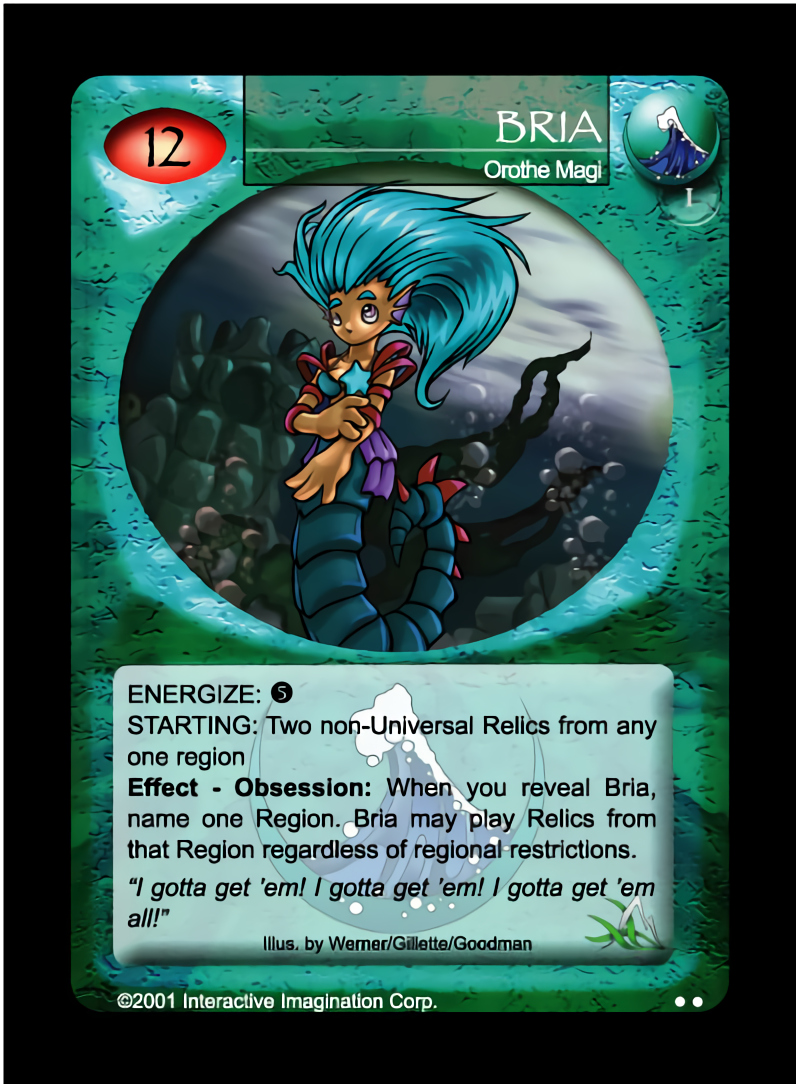 12
BRIA
Orothe Magi
I
ENERGIZE: ❺
STARTING: Two non-Universal Relics from any
one region
Effect - Obsession: When you reveal Bria,
name one Region. Bria may play Relics from
that Region regardless of regional restrictions.
“I gotta get ’em! I gotta get ’em! I gotta get ’em
all!”
Illus. by Werner/Gillette/Goodman
©2001 Interactive Imagination Corp.